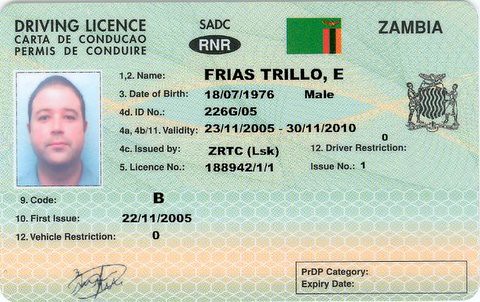 DRIVING LICENCE
CARTA DE CONDUCAO
PERMIS DE CONDUIRE
SADC
RNR
ZAMBIA
1,2. Name: FRIAS TRILLO, E
3. Date of Birth: 18/07/1976 Male
4d. ID No.: 226G/05
4a, 4b/11. Validity: 23/11/2005 - 30/11/2010
4c. Issued by: ZRTC (Lsk) 12. Driver Restriction: 0
5. Licence No.: 188942/1/1 Issue No.: 1
9. Code: B
10. First Issue: 22/11/2005
12. Vehicle Restriction: 0
PrDP Category:
Expiry Date: